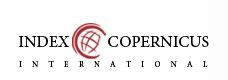 INDEX COPERNICUS
INTERNATIONAL